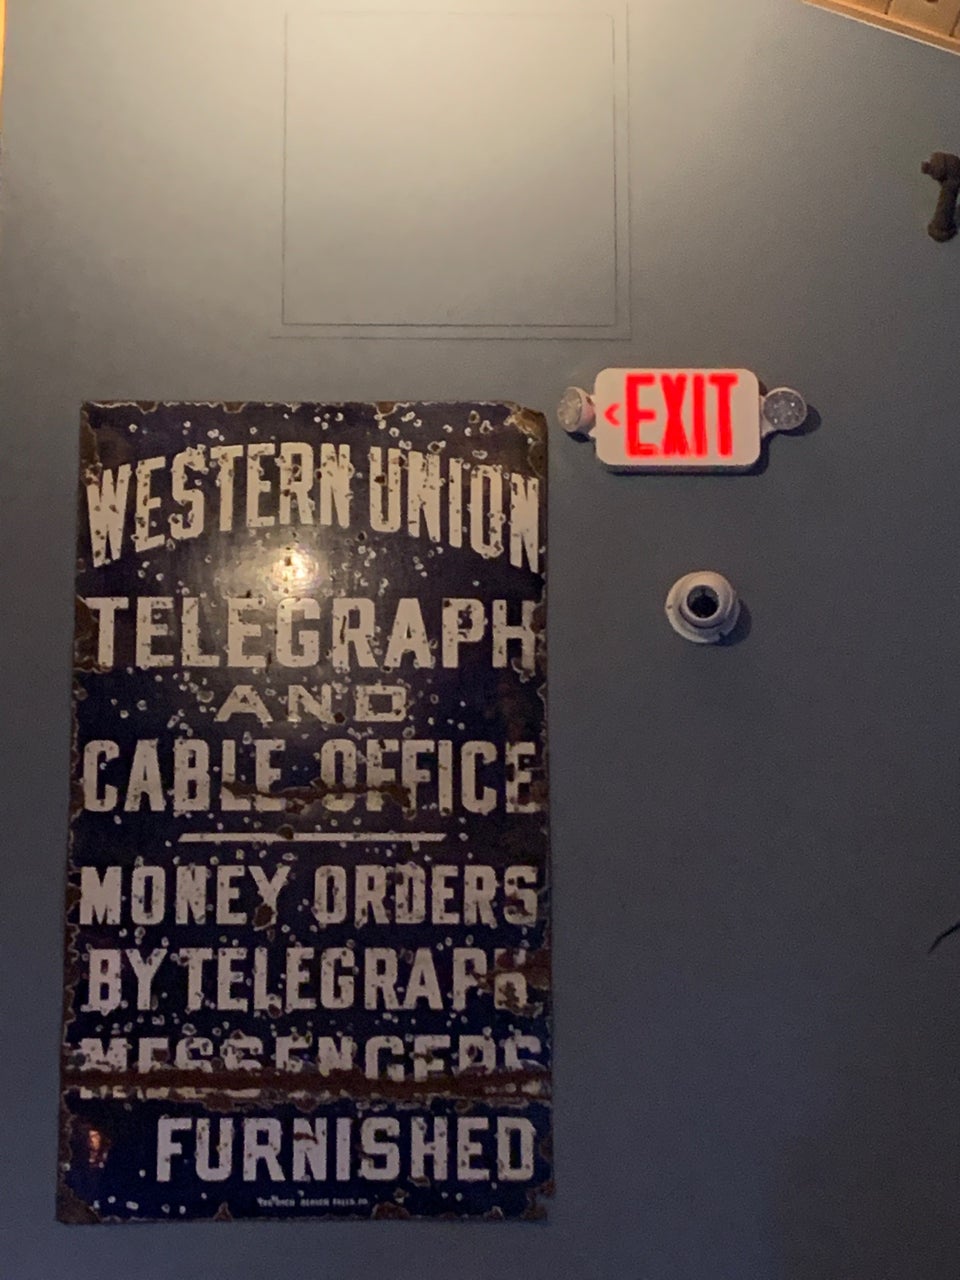 WESTERN UNION
TELEGRAPH
AND
CABLE OFFICE
MONEY ORDERS
BY TELEGRAPH
MESSENGERS
FURNISHED
<EXIT